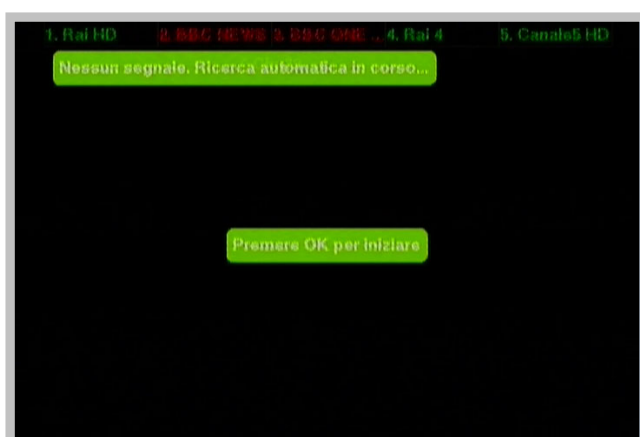 1. Rai HD 2. BBC NEWS 3. BBC ONE ... 4. Rai 4 5. Canale5 HD
Nessun segnale. Ricerca automatica in corso...
Premere OK per iniziare